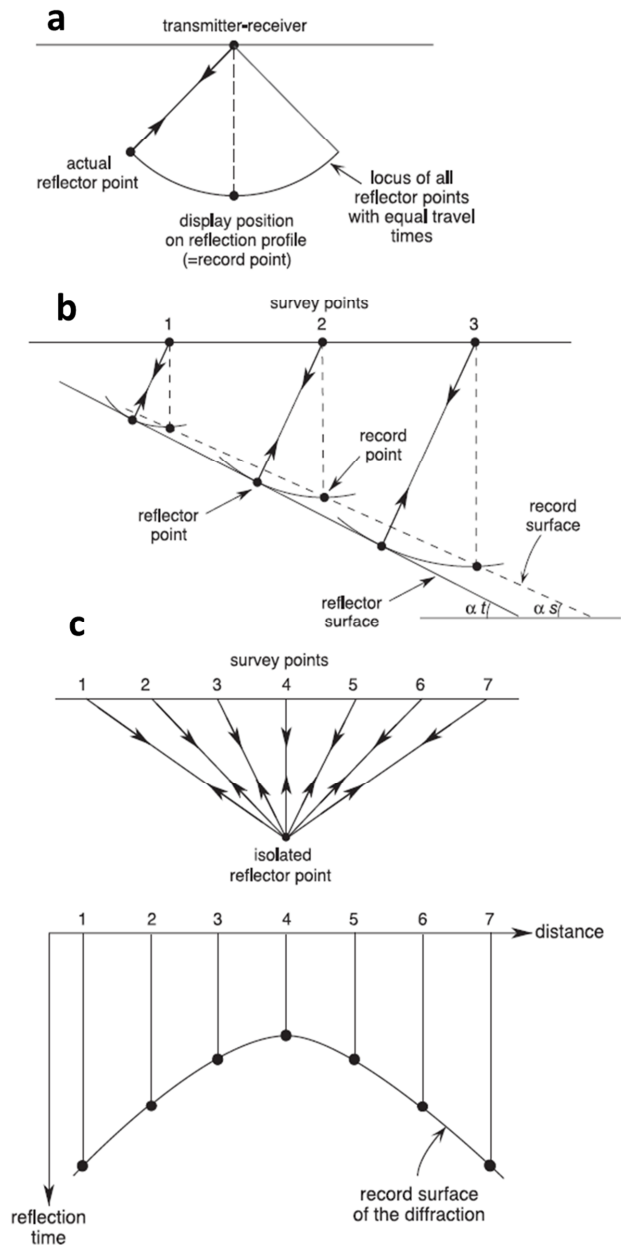 a
transmitter-receiver
actual
reflector point
locus of all
reflector points
with equal travel
times
display position
on reflection profile
(=record point)
b
survey points
1 2 3
record
point
reflector
point
record
surface
reflector
surface
α t α s
c
survey points
1 2 3 4 5 6 7
isolated
reflector point
1 2 3 4 5 6 7
distance
reflection
time
record surface
of the diffraction